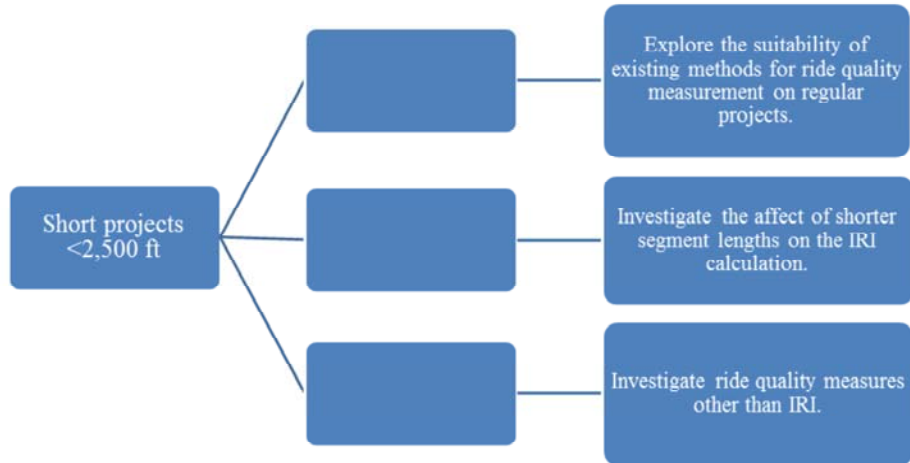 Short projects
<2,500 ft
Explore the suitability of
existing methods for ride quality
measurement on regular
projects.
Investigate the affect of shorter
segment lengths on the IRI
calculation.
Investigate ride quality measures
other than IRI.